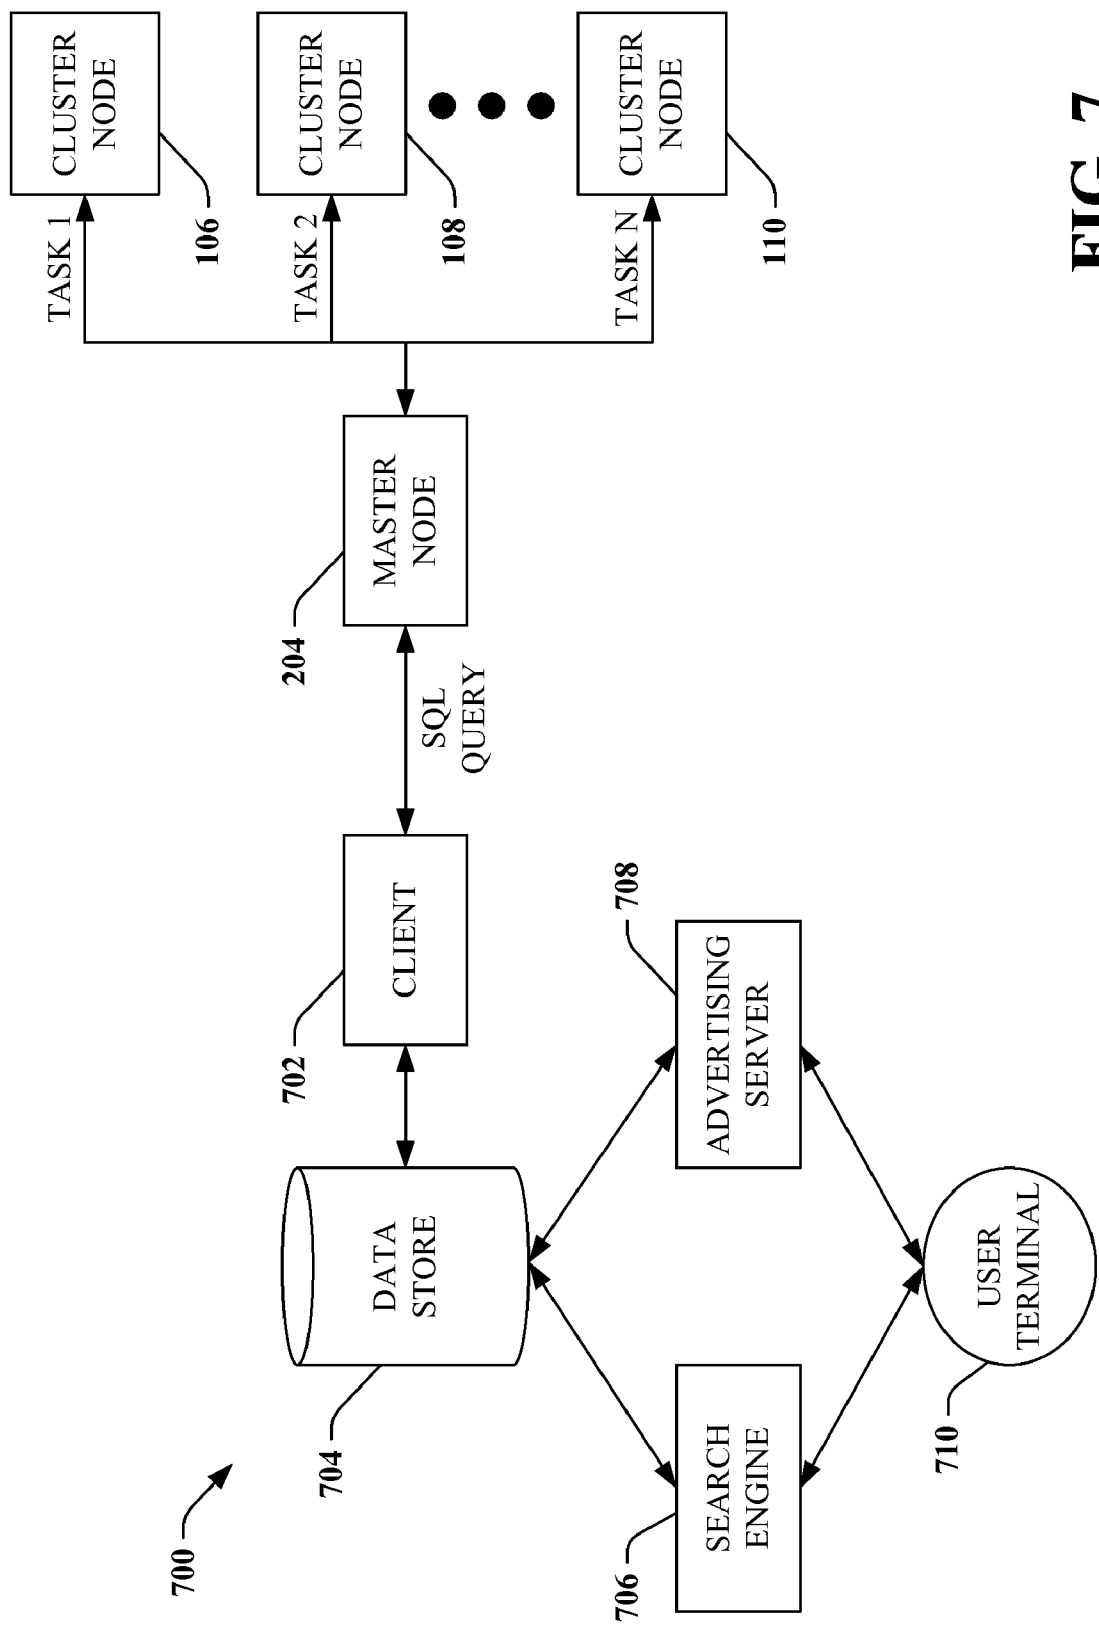 700
704
DATA
STORE
702
CLIENT
SQL
QUERY
204
MASTER
NODE
TASK 1
CLUSTER
NODE
106
TASK 2
CLUSTER
NODE
108
TASK N
CLUSTER
NODE
110
706
SEARCH
ENGINE
708
ADVERTISING
SERVER
710
USER
TERMINAL
FIG. 7